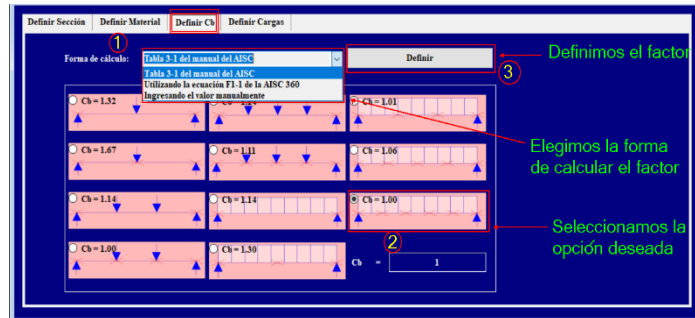 Definir Sección Definir Material Definir Cb Definir Cargas
1
Forma de cálculo: Tabla 3-1 del manual del AISC Definir
Definimos el factor
3
Tabla 3-1 del manual del AISC
Utilizando la ecuación F1-1 de la AISC 360
Ingresando el valor manualmente
Cb = 1.32 Cb = 1.14 Cb = 1.01
Elegimos la forma
de calcular el factor
Cb = 1.67 Cb = 1.11 Cb = 1.06
Cb = 1.14 Cb = 1.14 Cb = 1.00
Seleccionamos la
opción deseada
2
Cb = 1.00 Cb = 1.30 Cb = 1